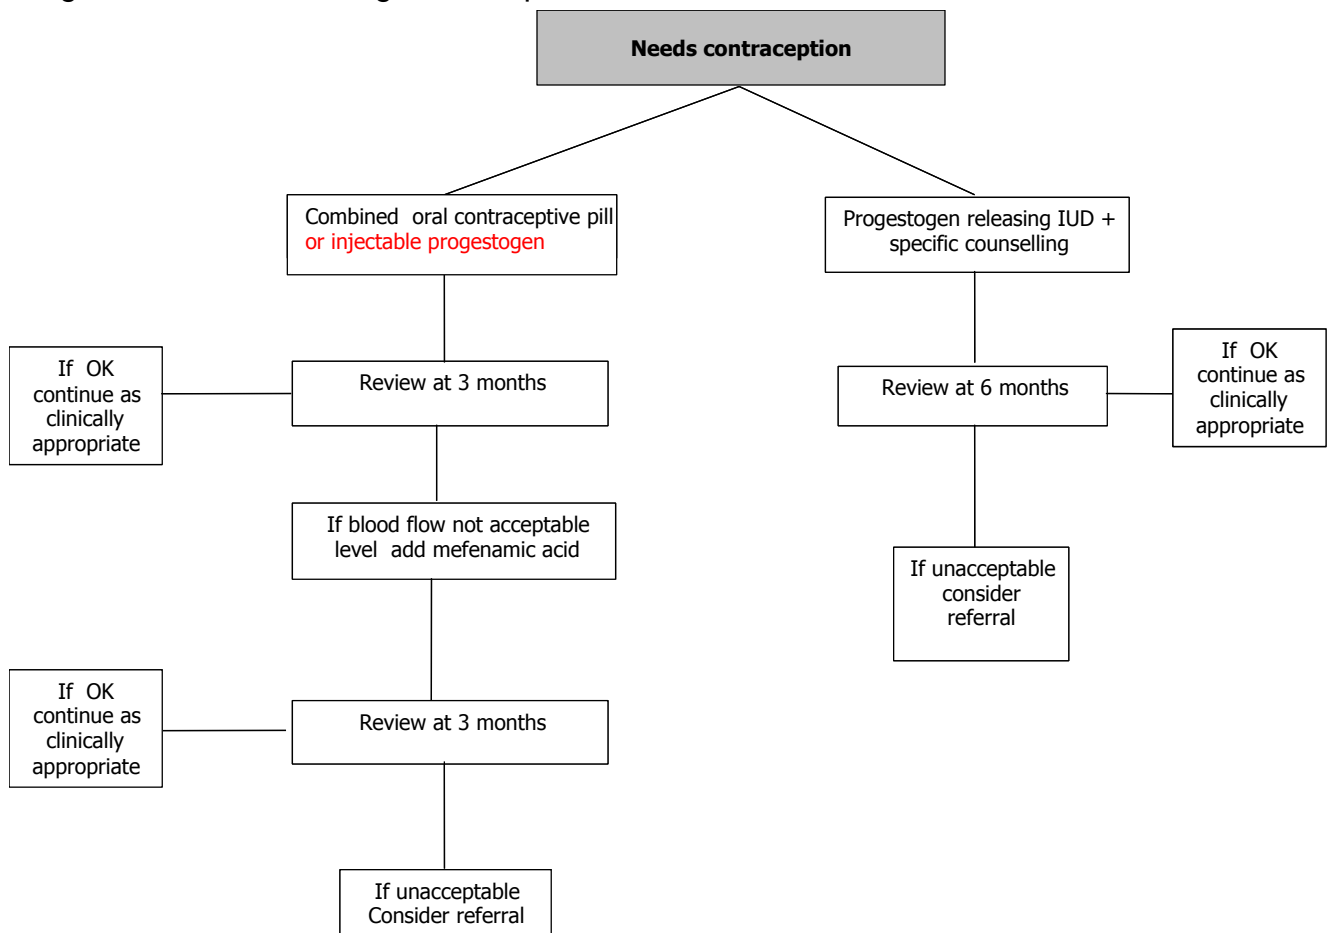 Needs contraception
Combined oral contraceptive pill
or injectable progestogen
Progestogen releasing IUD +
specific counselling
If OK
continue as
clinically
appropriate
Review at 3 months
Review at 6 months
If OK
continue as
clinically
appropriate
If blood flow not acceptable
level add mefenamic acid
If unacceptable
consider
referral
If OK
continue as
clinically
appropriate
Review at 3 months
If unacceptable
Consider referral